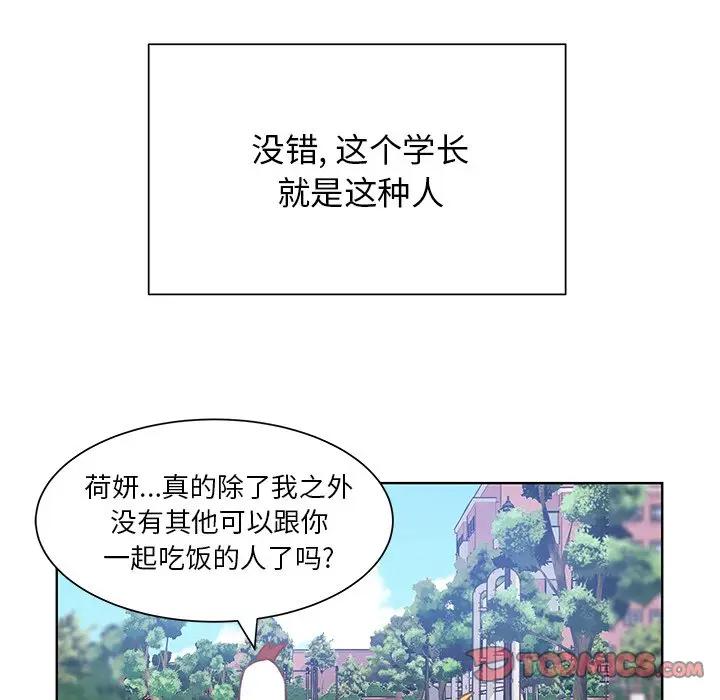 没错, 这个学长
就是这种人
荷妍...真的除了我之外
没有其他可以跟你
一起吃饭的人了吗?
TOOMICS.COM